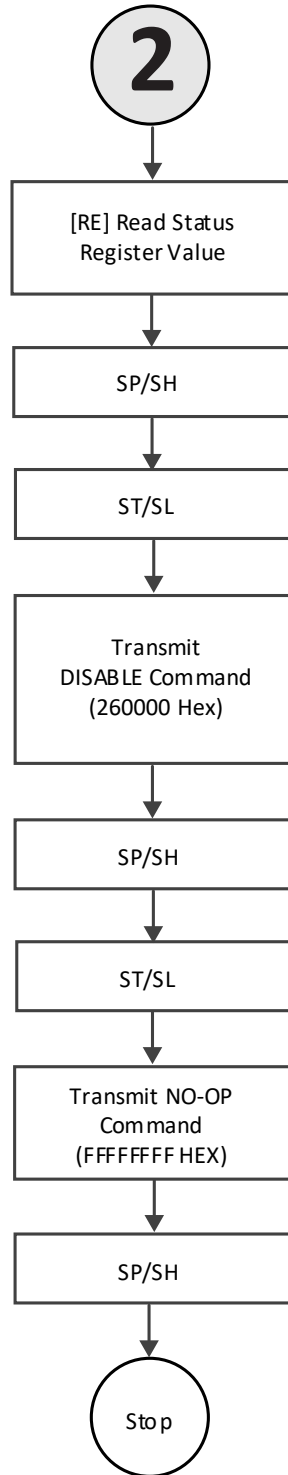 2
[RE] Read Status
Register Value
SP/SH
ST/SL
Transmit
DISABLE Command
(260000 Hex)
SP/SH
ST/SL
Transmit NO-OP
Command
(FFFFFFFF HEX)
SP/SH
Stop